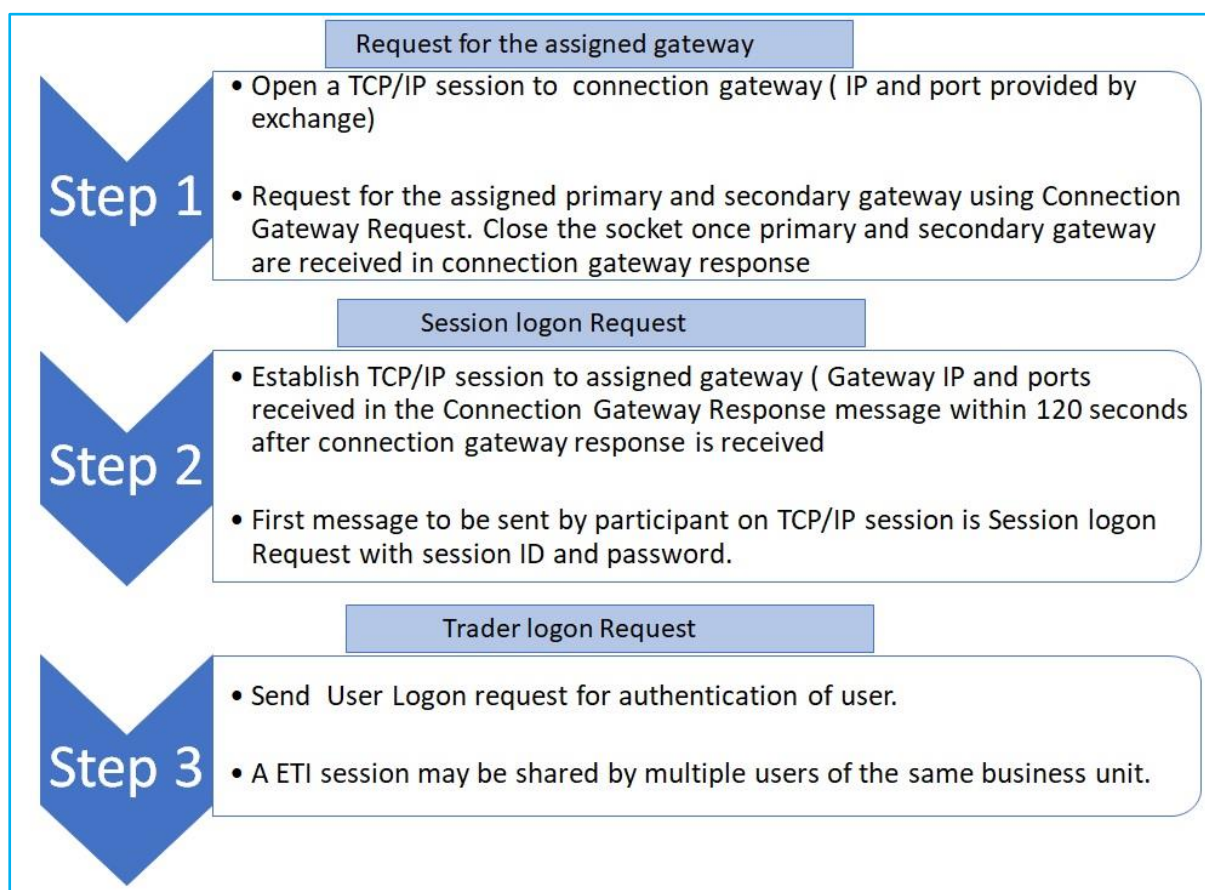 Request for the assigned gateway
Step 1
• Open a TCP/IP session to connection gateway ( IP and port provided by
exchange)
• Request for the assigned primary and secondary gateway using Connection
Gateway Request. Close the socket once primary and secondary gateway
are received in connection gateway response
Session logon Request
Step 2
• Establish TCP/IP session to assigned gateway ( Gateway IP and ports
received in the Connection Gateway Response message within 120 seconds
after connection gateway response is received
• First message to be sent by participant on TCP/IP session is Session logon
Request with session ID and password.
Trader logon Request
Step 3
• Send User Logon request for authentication of user.
• A ETI session may be shared by multiple users of the same business unit.